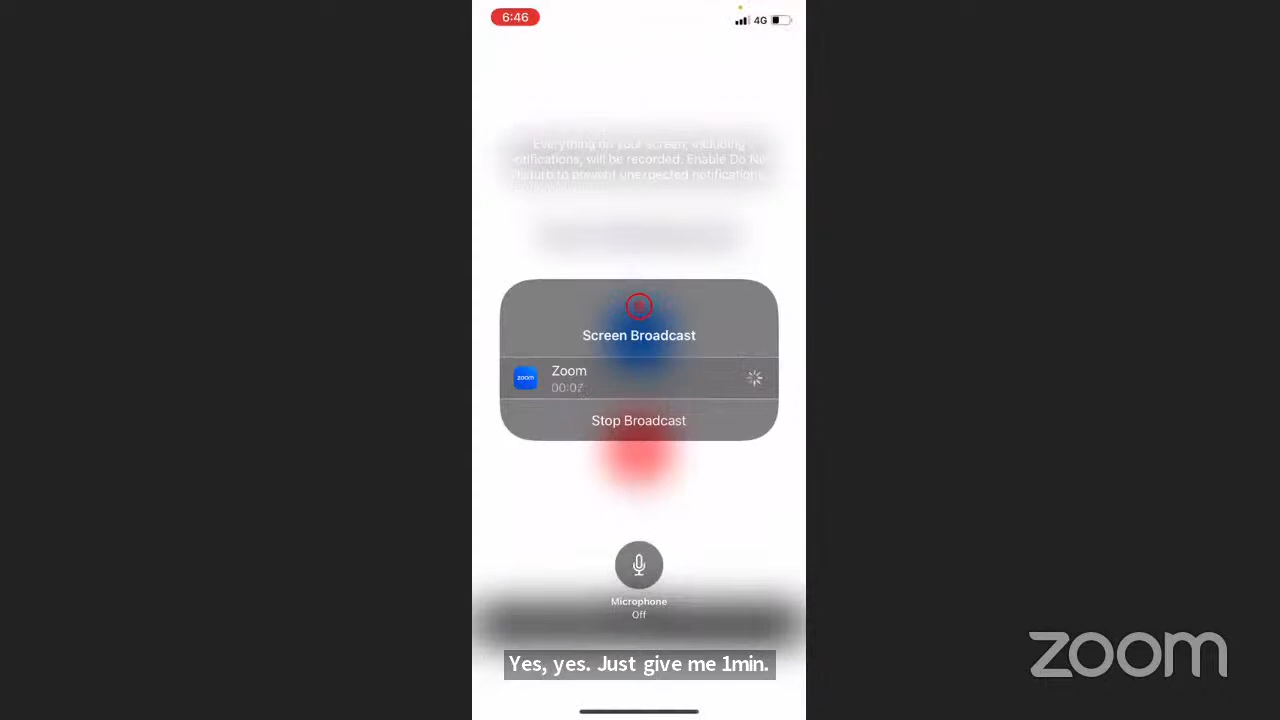 6:46
4G
Everything on your screen, including
notifications, will be recorded. Enable Do Not
Disturb to prevent unexpected notifications.
Screen Broadcast
zoom
Zoom
Stop Broadcast
Microphone
Off
Yes, yes. Just give me 1min.
zoom